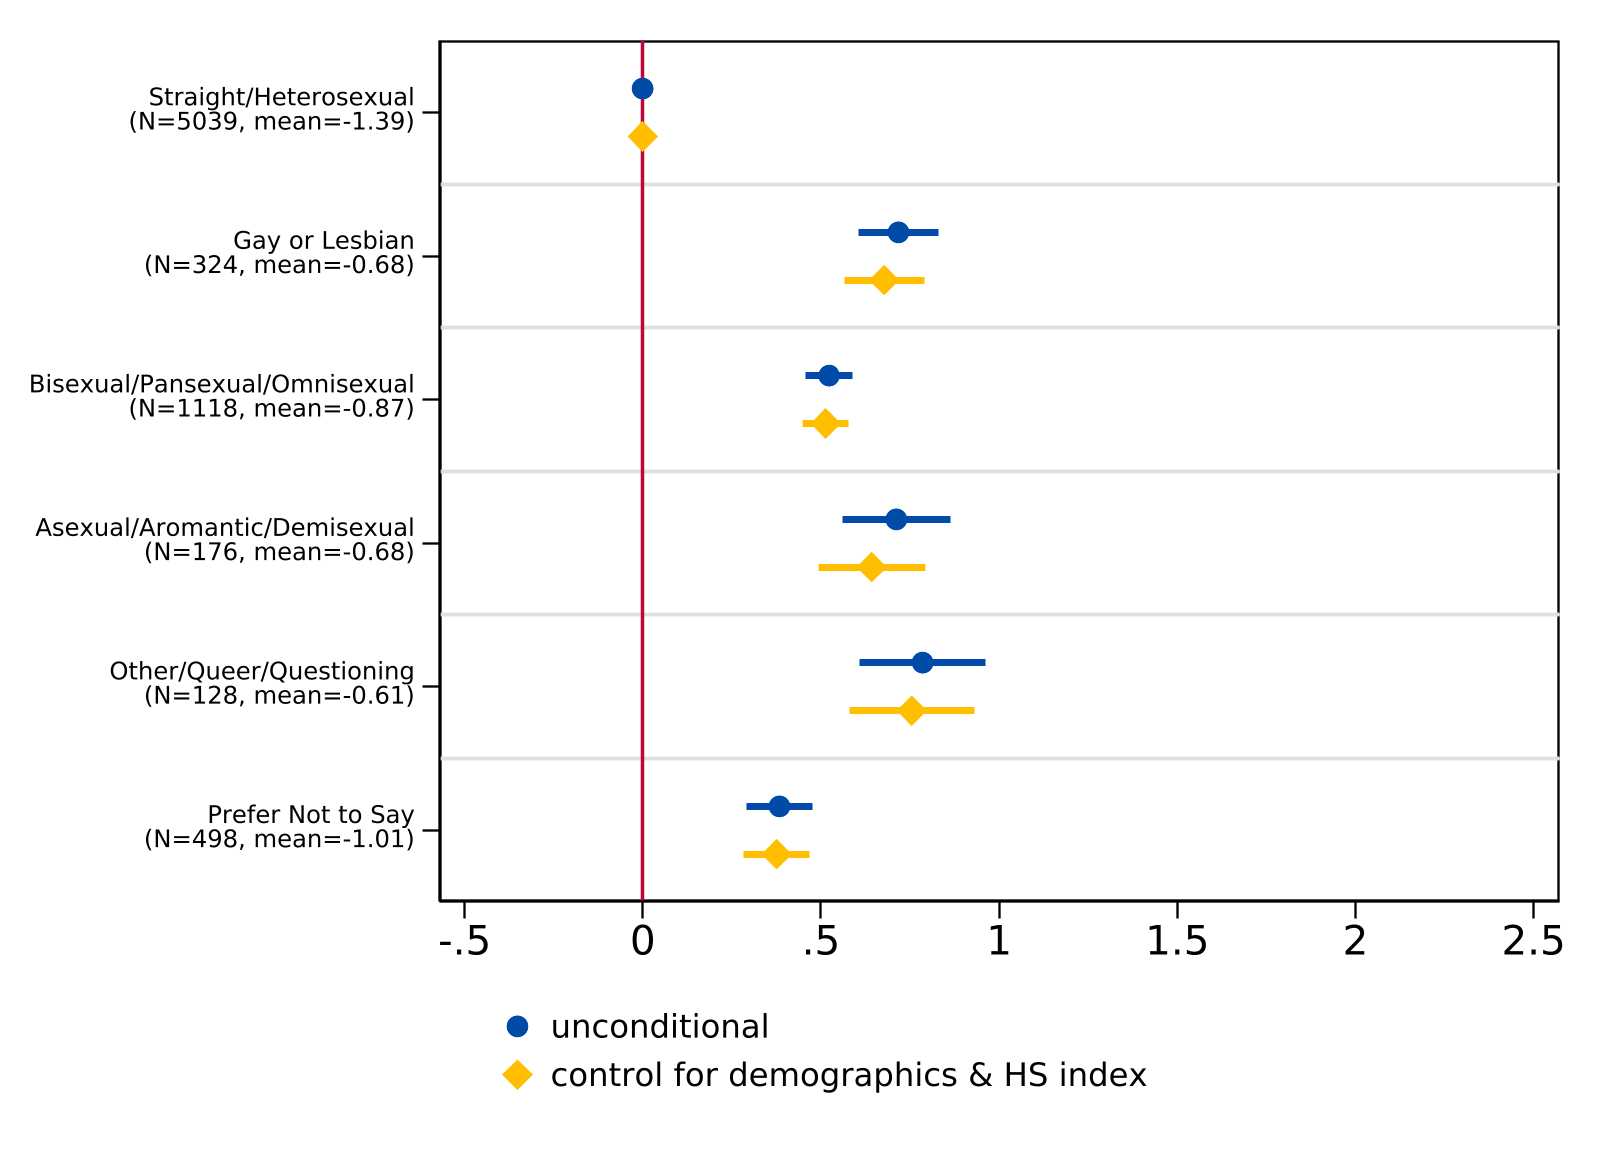 Straight/Heterosexual
(N=5039, mean=-1.39)
Gay or Lesbian
(N=324, mean=-0.68)
Bisexual/Pansexual/Omnisexual
(N=1118, mean=-0.87)
Asexual/Aromantic/Demisexual
(N=176, mean=-0.68)
Other/Queer/Questioning
(N=128, mean=-0.61)
Prefer Not to Say
(N=498, mean=-1.01)
-.5 0 .5 1 1.5 2 2.5
unconditional
control for demographics & HS index